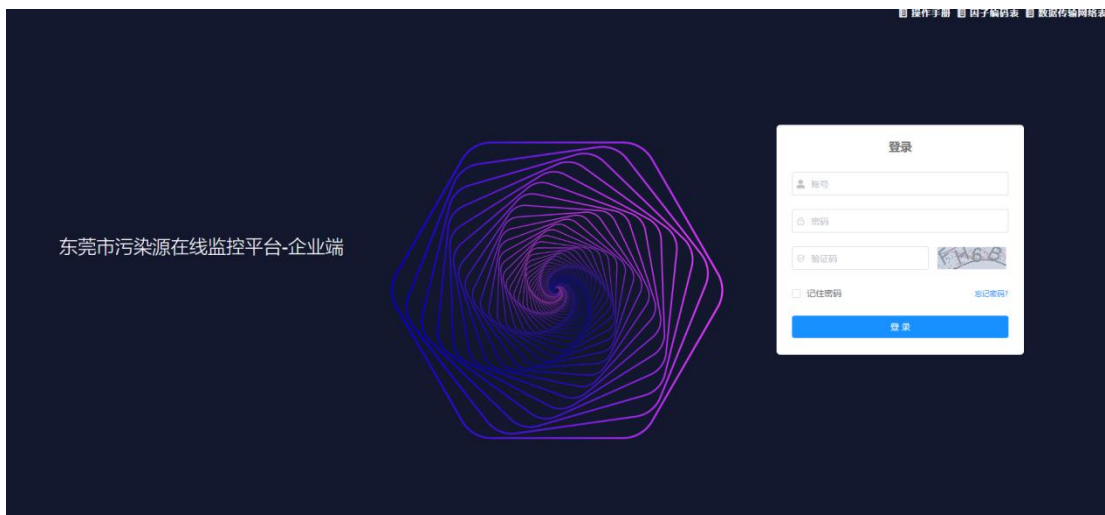 操作手册 因子编码表 数据传输网络表
东莞市污染源在线监控平台-企业端
登录
账号
密码
验证码
记住密码 忘记密码?
登 录